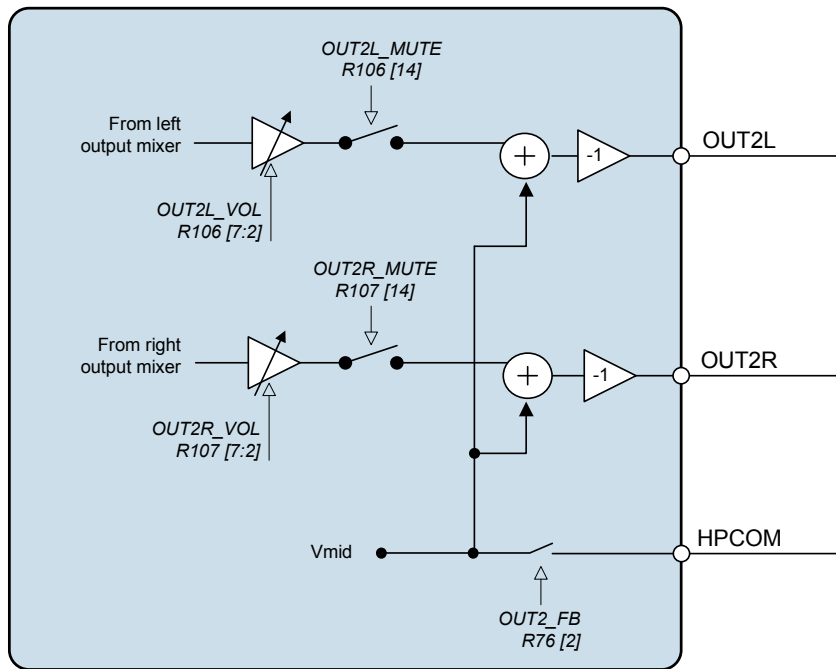 OUT2L_MUTE
R106 [14]
From left
output mixer
+
-1
OUT2L
OUT2L_VOL
R106 [7:2]
OUT2R_MUTE
R107 [14]
From right
output mixer
+
-1
OUT2R
OUT2R_VOL
R107 [7:2]
Vmid
HPCOM
OUT2_FB
R76 [2]